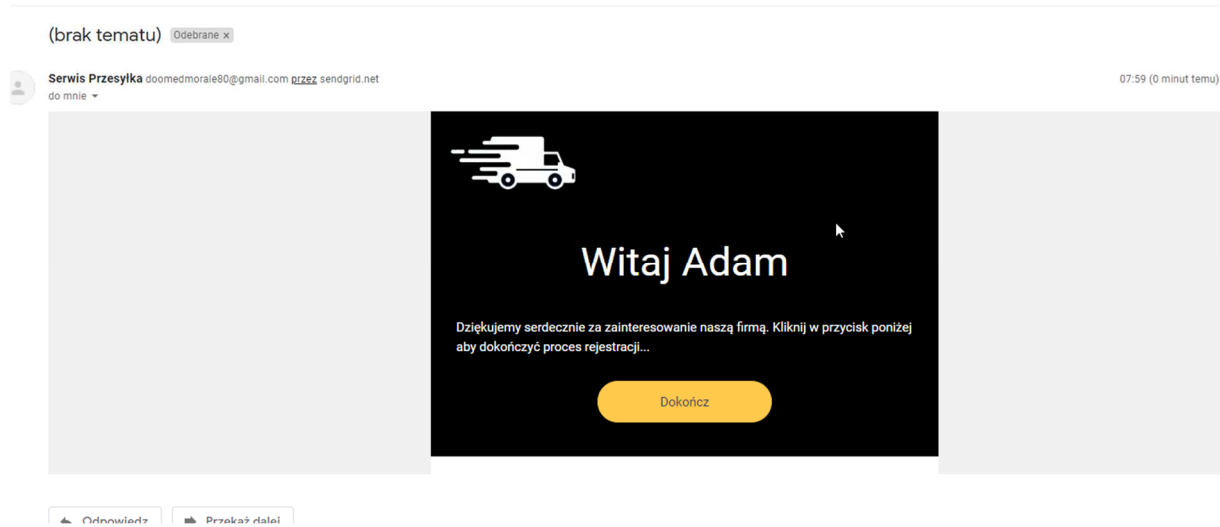 (brak tematu) Odebrane ×
Serwis Przesyłka doomedmorale80@gmail.com przez sendgrid.net 07:59 (0 minut temu)
do mnie
Witaj Adam
Dziękujemy serdecznie za zainteresowanie naszą firmą. Kliknij w przycisk poniżej
aby dokończyć proces rejestracji...
Dokończ
Odpowiedz Przekaż dalej